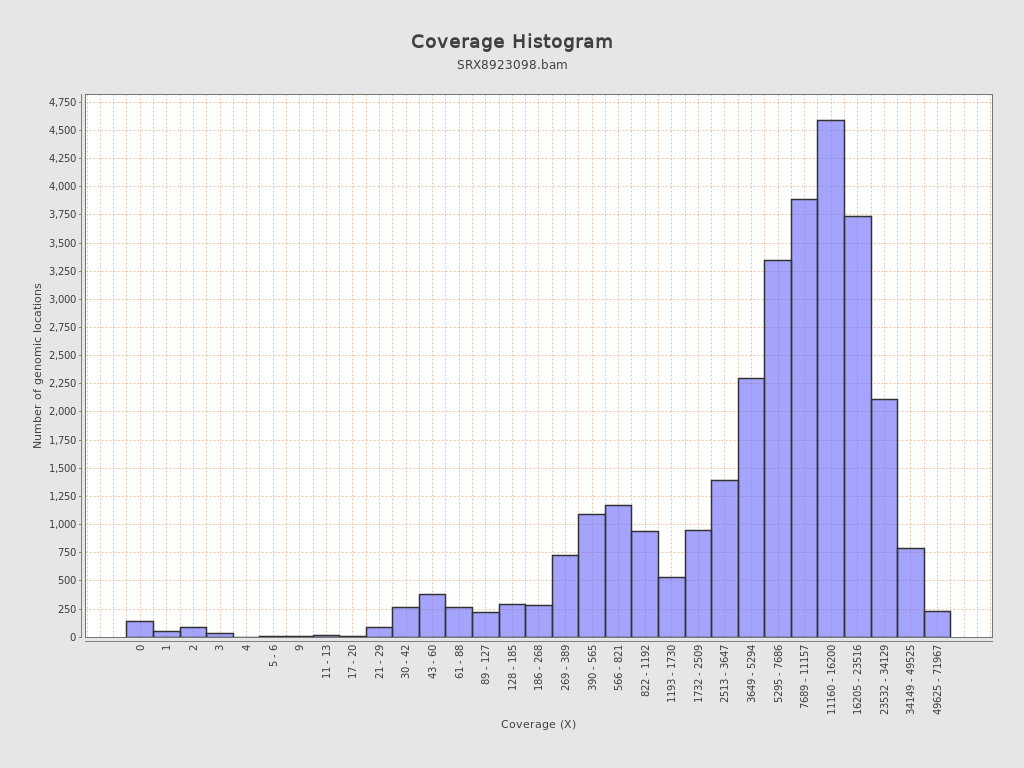 Coverage Histogram
SRX8923098.bam
Number of genomic locations
4,750
4,500
4,250
4,000
3,750
3,500
3,250
3,000
2,750
2,500
2,250
2,000
1,750
1,500
1,250
1,000
750
500
250
0
0
1
2
3
4
5 - 6
9
11 - 13
17 - 20
21 - 29
30 - 42
43 - 60
61 - 88
89 - 127
128 - 185
186 - 268
269 - 389
390 - 565
566 - 821
822 - 1192
1193 - 1730
1732 - 2509
2513 - 3647
3649 - 5294
5295 - 7686
7689 - 11157
11160 - 16200
16205 - 23516
23532 - 34129
34149 - 49525
49625 - 71967
Coverage (X)